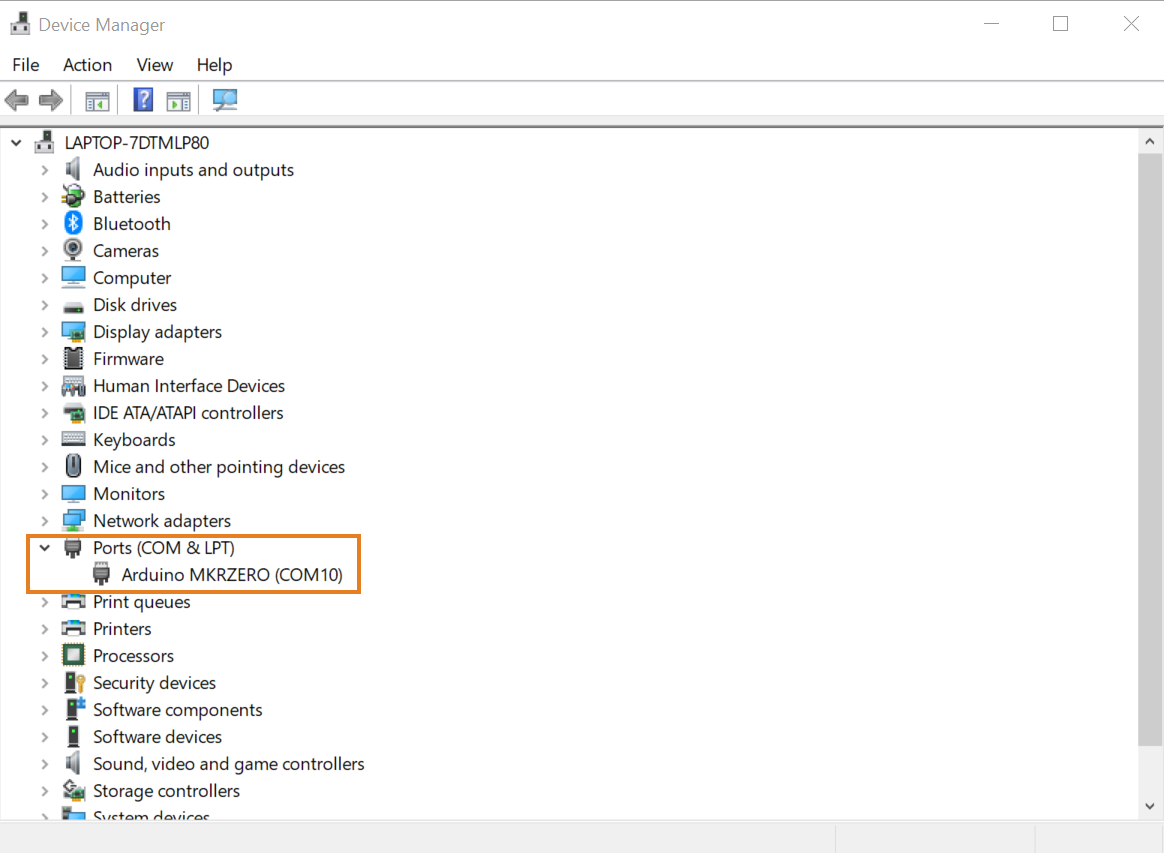 Device Manager
File Action View Help
LAPTOP-7DTMLP80
Audio inputs and outputs
Batteries
Bluetooth
Cameras
Computer
Disk drives
Display adapters
Firmware
Human Interface Devices
IDE ATA/ATAPI controllers
Keyboards
Mice and other pointing devices
Monitors
Network adapters
Ports (COM & LPT)
Arduino MKRZERO (COM10)
Print queues
Printers
Processors
Security devices
Software components
Software devices
Sound, video and game controllers
Storage controllers
System devices